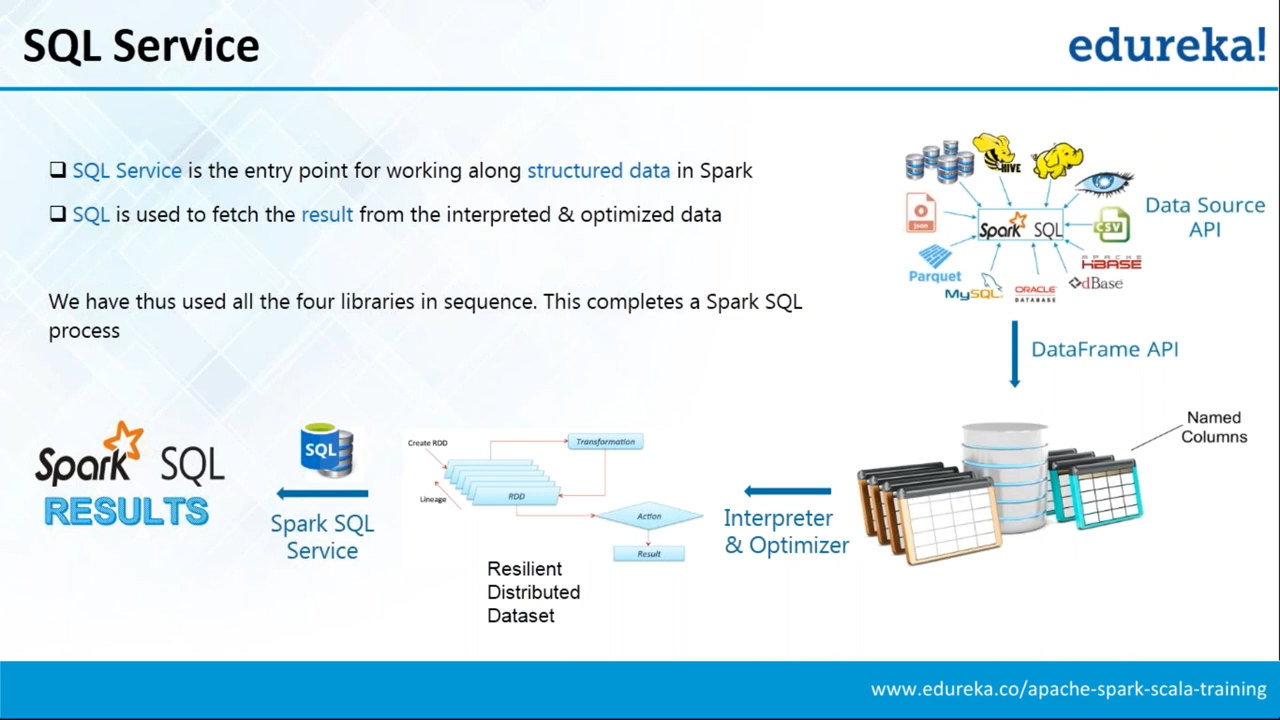 SQL Service
edureka!
❑ SQL Service is the entry point for working along structured data in Spark
❑ SQL is used to fetch the result from the interpreted & optimized data
We have thus used all the four libraries in sequence. This completes a Spark SQL
process
HIVE
Json
Spark SQL
CSV
Parquet
MySQL
ORACLE
DATABASE
dBase
APACHE
HBASE
Data Source
API
DataFrame API
Named
Columns
Interpreter
& Optimizer
Create RDD
Transformation
Lineage
RDD
Action
Result
Resilient
Distributed
Dataset
SQL
Spark SQL
Service
Spark SQL
RESULTS
www.edureka.co/apache-spark-scala-training